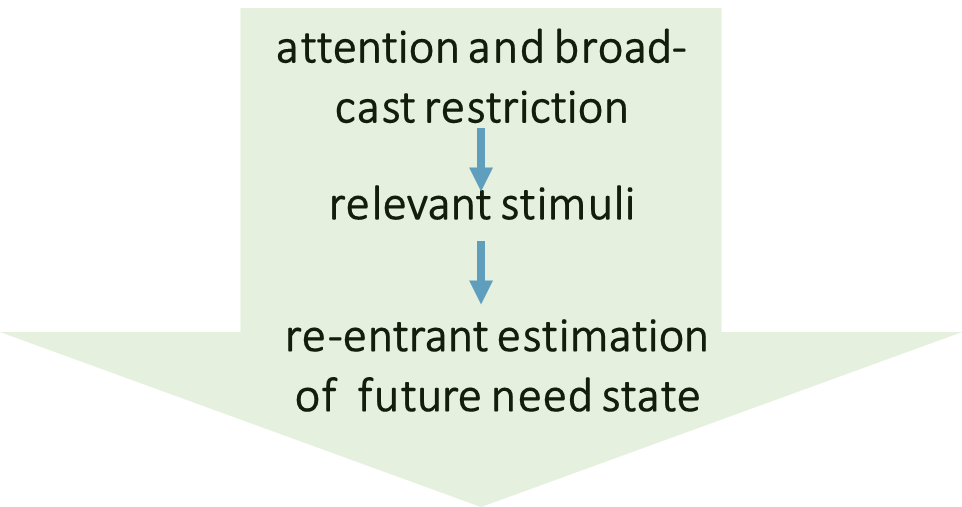 attention and broad-
cast restriction
relevant stimuli
re-entrant estimation
of future need state